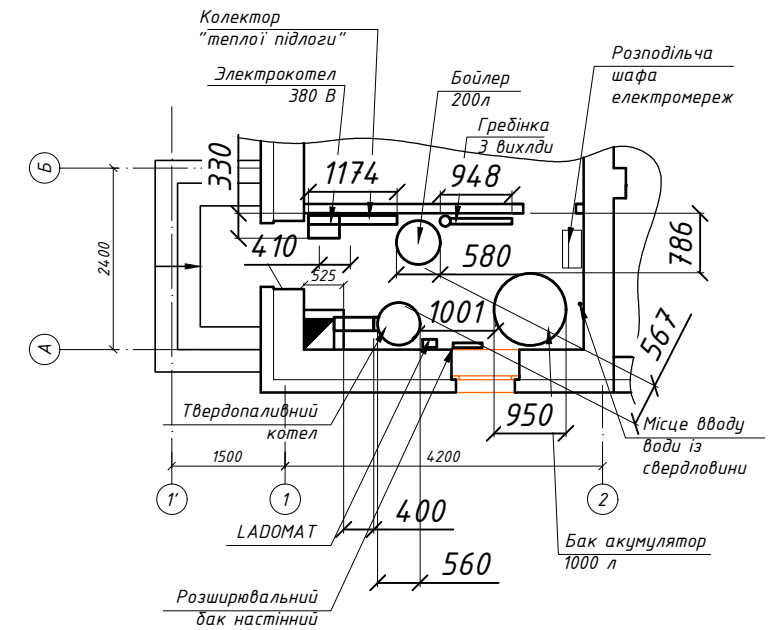 Колектор
"теплої підлоги"
Электрокотел
380 В
Бойлер
200л
Гребінка
3 вихлди
Розподільча
шафа
електромереж
Б
А
330
1174
948
410
580
786
525
2400
1001
567
950
Твердопаливний
котел
Місце вводу
води із
свердловини
1500
4200
1'
1
2
400
LADOMAT
560
Бак акумулятор
1000 л
Розширювальний
бак настінний